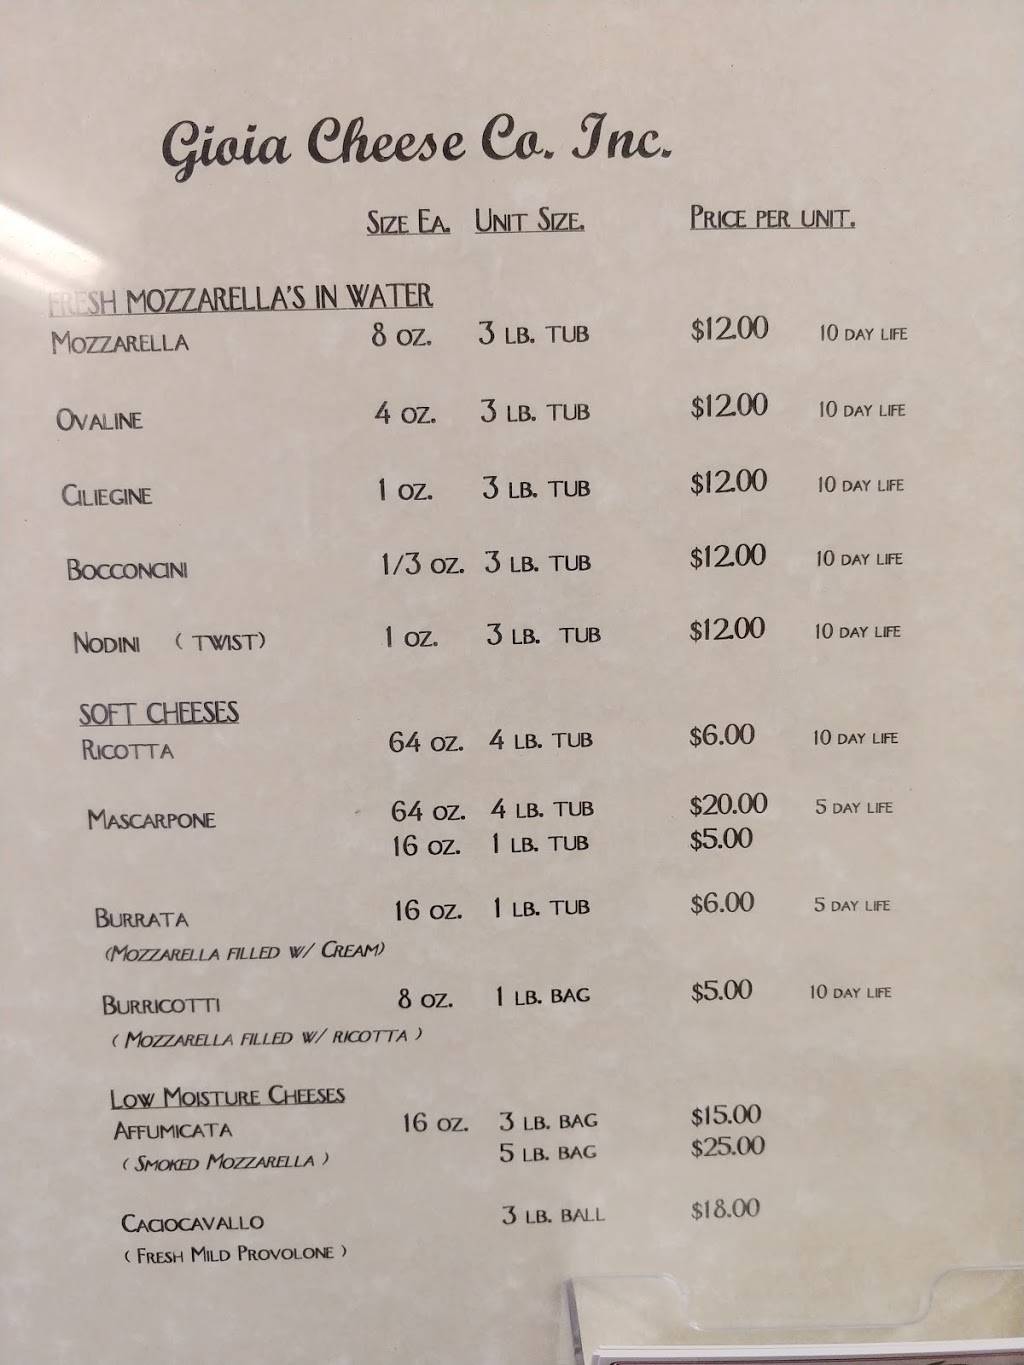 Gioia Cheese Co. Inc.
Size Ea. Unit Size. Price per unit.
FRESH MOZZARELLA'S IN WATER
Mozzarella 8 oz. 3 lb. tub $12.00 10 day life
Ovaline 4 oz. 3 lb. tub $12.00 10 day life
Ciliegine 1 oz. 3 lb. tub $12.00 10 day life
Bocconcini 1/3 oz. 3 lb. tub $12.00 10 day life
Nodini ( twist) 1 oz. 3 lb. tub $12.00 10 day life
SOFT CHEESES
Ricotta 64 oz. 4 lb. tub $6.00 10 day life
Mascarpone 64 oz. 4 lb. tub $20.00 5 day life
16 oz. 1 lb. tub $5.00
Burrata 16 oz. 1 lb. tub $6.00 5 day life
(Mozzarella filled w/ Cream)
Burricotti 8 oz. 1 lb. bag $5.00 10 day life
( Mozzarella filled w/ ricotta )
Low Moisture Cheeses
Affumicata 16 oz. 3 lb. bag $15.00
( Smoked Mozzarella ) 5 lb. bag $25.00
Caciocavallo 3 lb. ball $18.00
( Fresh Mild Provolone )